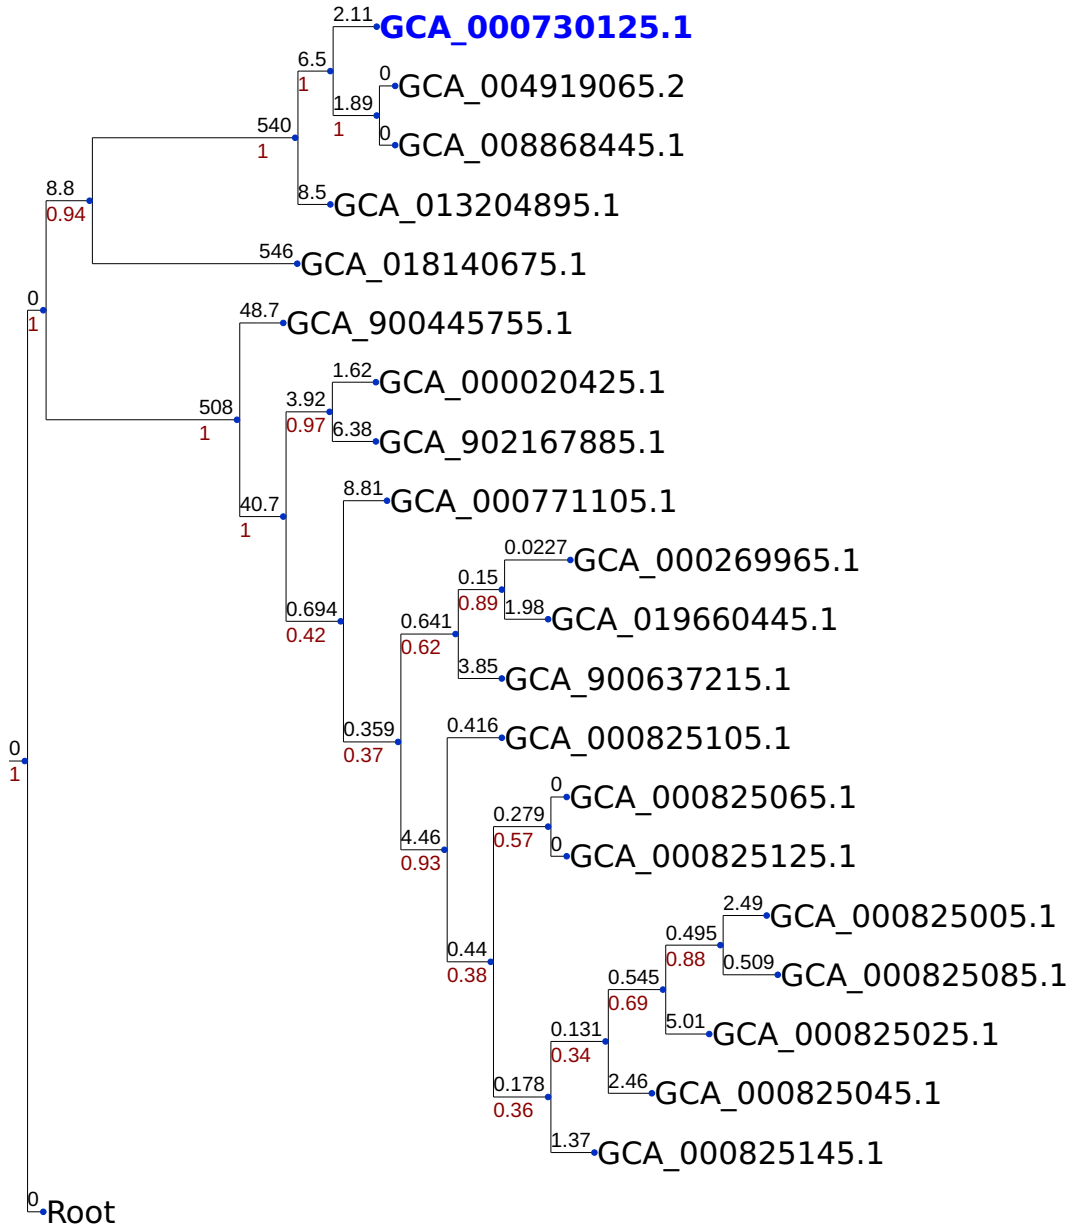 2.11
GCA_000730125.1
6.5
1
0
GCA_004919065.2
1.89
1
540
1
0
GCA_008868445.1
8.5
GCA_013204895.1
8.8
0.94
546
GCA_018140675.1
0
1
48.7
GCA_900445755.1
1.62
GCA_000020425.1
508
1
3.92
0.97
6.38
GCA_902167885.1
8.81
GCA_000771105.1
40.7
1
0.0227
GCA_000269965.1
0.15
0.89
0.694
0.42
0.641
0.62
1.98
GCA_019660445.1
3.85
GCA_900637215.1
0.359
0.37
0.416
GCA_000825105.1
0
1
0
GCA_000825065.1
0.279
0.57
4.46
0.93
0
GCA_000825125.1
2.49
GCA_000825005.1
0.495
0.88
0.44
0.38
0.509
GCA_000825085.1
0.545
0.69
5.01
GCA_000825025.1
0.131
0.34
0.178
0.36
2.46
GCA_000825045.1
1.37
GCA_000825145.1
0
Root